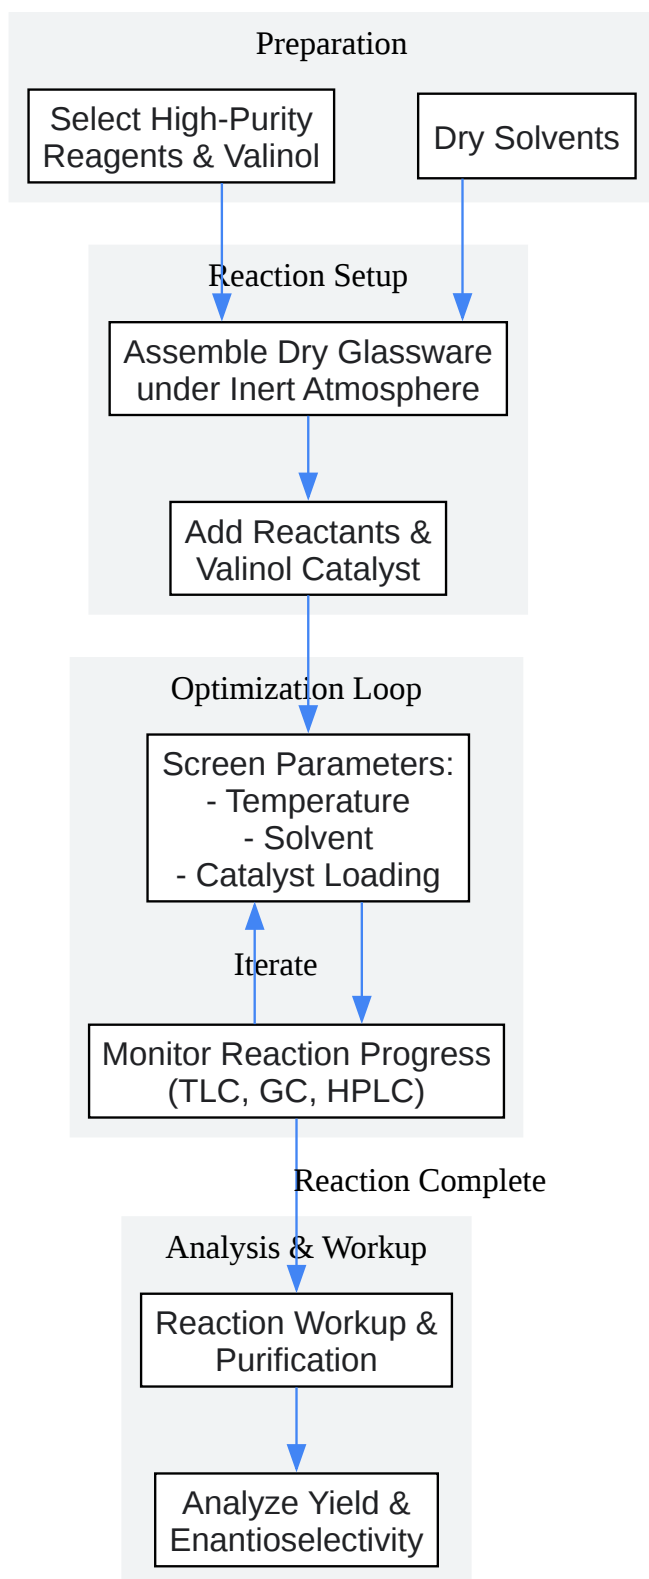 Preparation
Select High-Purity
Reagents & Valinol
Dry Solvents
Reaction Setup
Assemble Dry Glassware
under Inert Atmosphere
Add Reactants &
Valinol Catalyst
Optimization Loop
Screen Parameters:
- Temperature
- Solvent
- Catalyst Loading
Iterate
Monitor Reaction Progress
(TLC, GC, HPLC)
Reaction Complete
Analysis & Workup
Reaction Workup &
Purification
Analyze Yield &
Enantioselectivity